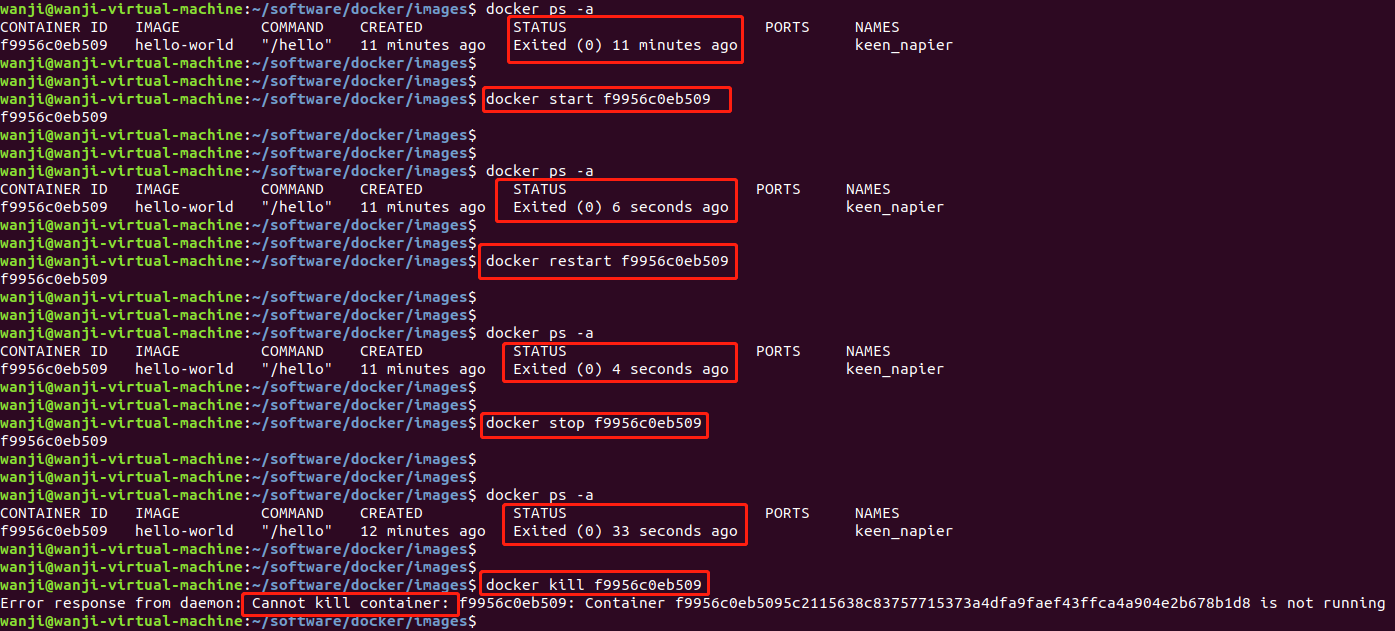 wanji@wanji-virtual-machine:~/software/docker/images$ docker ps -a
CONTAINER ID   IMAGE         COMMAND    CREATED          STATUS                      PORTS     NAMES
f9956c0eb509   hello-world   "/hello"   11 minutes ago   Exited (0) 11 minutes ago             keen_napier
wanji@wanji-virtual-machine:~/software/docker/images$
wanji@wanji-virtual-machine:~/software/docker/images$
wanji@wanji-virtual-machine:~/software/docker/images$ docker start f9956c0eb509
f9956c0eb509
wanji@wanji-virtual-machine:~/software/docker/images$
wanji@wanji-virtual-machine:~/software/docker/images$
wanji@wanji-virtual-machine:~/software/docker/images$ docker ps -a
CONTAINER ID   IMAGE         COMMAND    CREATED          STATUS                     PORTS     NAMES
f9956c0eb509   hello-world   "/hello"   11 minutes ago   Exited (0) 6 seconds ago             keen_napier
wanji@wanji-virtual-machine:~/software/docker/images$
wanji@wanji-virtual-machine:~/software/docker/images$
wanji@wanji-virtual-machine:~/software/docker/images$ docker restart f9956c0eb509
f9956c0eb509
wanji@wanji-virtual-machine:~/software/docker/images$
wanji@wanji-virtual-machine:~/software/docker/images$
wanji@wanji-virtual-machine:~/software/docker/images$ docker ps -a
CONTAINER ID   IMAGE         COMMAND    CREATED          STATUS                     PORTS     NAMES
f9956c0eb509   hello-world   "/hello"   11 minutes ago   Exited (0) 4 seconds ago             keen_napier
wanji@wanji-virtual-machine:~/software/docker/images$
wanji@wanji-virtual-machine:~/software/docker/images$
wanji@wanji-virtual-machine:~/software/docker/images$ docker stop f9956c0eb509
f9956c0eb509
wanji@wanji-virtual-machine:~/software/docker/images$
wanji@wanji-virtual-machine:~/software/docker/images$
wanji@wanji-virtual-machine:~/software/docker/images$ docker ps -a
CONTAINER ID   IMAGE         COMMAND    CREATED          STATUS                      PORTS     NAMES
f9956c0eb509   hello-world   "/hello"   12 minutes ago   Exited (0) 33 seconds ago             keen_napier
wanji@wanji-virtual-machine:~/software/docker/images$
wanji@wanji-virtual-machine:~/software/docker/images$
wanji@wanji-virtual-machine:~/software/docker/images$ docker kill f9956c0eb509
Error response from daemon: Cannot kill container: f9956c0eb509: Container f9956c0eb5095c2115638c83757715373a4dfa9faef43ffca4a904e2b678b1d8 is not running
wanji@wanji-virtual-machine:~/software/docker/images$